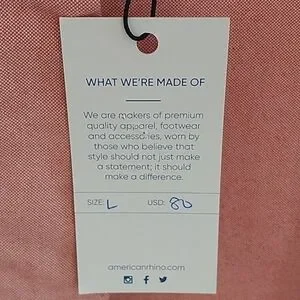 WHAT WE'RE MADE OF
We are makers of premium
quality apparel, footwear
and accessories, worn by
those who believe that
style should not just make
a statement; it should
make a difference.
SIZE: L USD: 80
americanrhino.com